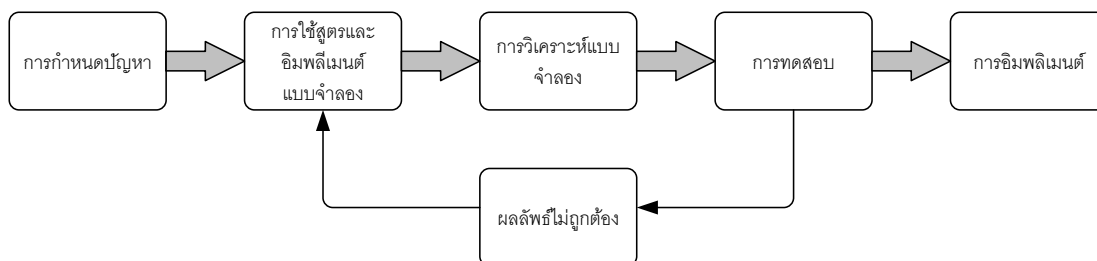 การกำหนดปัญหา
การใช้สูตรและ
อิมพลีเมนต์
แบบจำลอง
การวิเคราะห์แบบ
จำลอง
การทดสอบ
การอิมพลิเมนต์
ผลลัพธ์ไม่ถูกต้อง